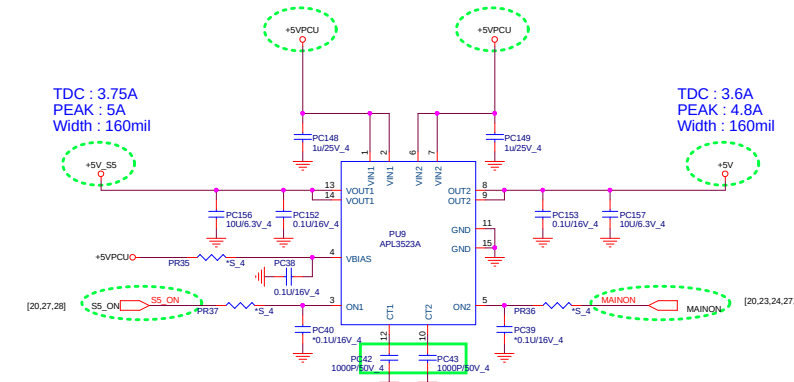 +5VPCU
+5VPCU
TDC : 3.75A
PEAK : 5A
Width : 160mil
TDC : 3.6A
PEAK : 4.8A
Width : 160mil
PC148
1u/25V_4
PC149
1u/25V_4
1
2
6
7
VIN1
VIN1
VIN2
VIN2
+5V_S5
+5V
13
14
VOUT1
VOUT1
OUT2
OUT2
8
9
PC156
10U/6.3V_4
PC152
0.1U/16V_4
PC153
0.1U/16V_4
PC157
10U/6.3V_4
PU9
APL3523A
GND
11
GND
15
+5VPCU
PR35
*S_4
4
VBIAS
PC38
0.1U/16V_4
[20,27,28]
S5_ON
S5_ON
PR37
*S_4
3
ON1
CT1
CT2
ON2
5
PR36
*S_4
MAINON
MAINON
[20,23,24,27,
PC40
*0.1U/16V_4
12
10
PC39
*0.1U/16V_4
PC42
1000P/50V_4
PC43
1000P/50V_4